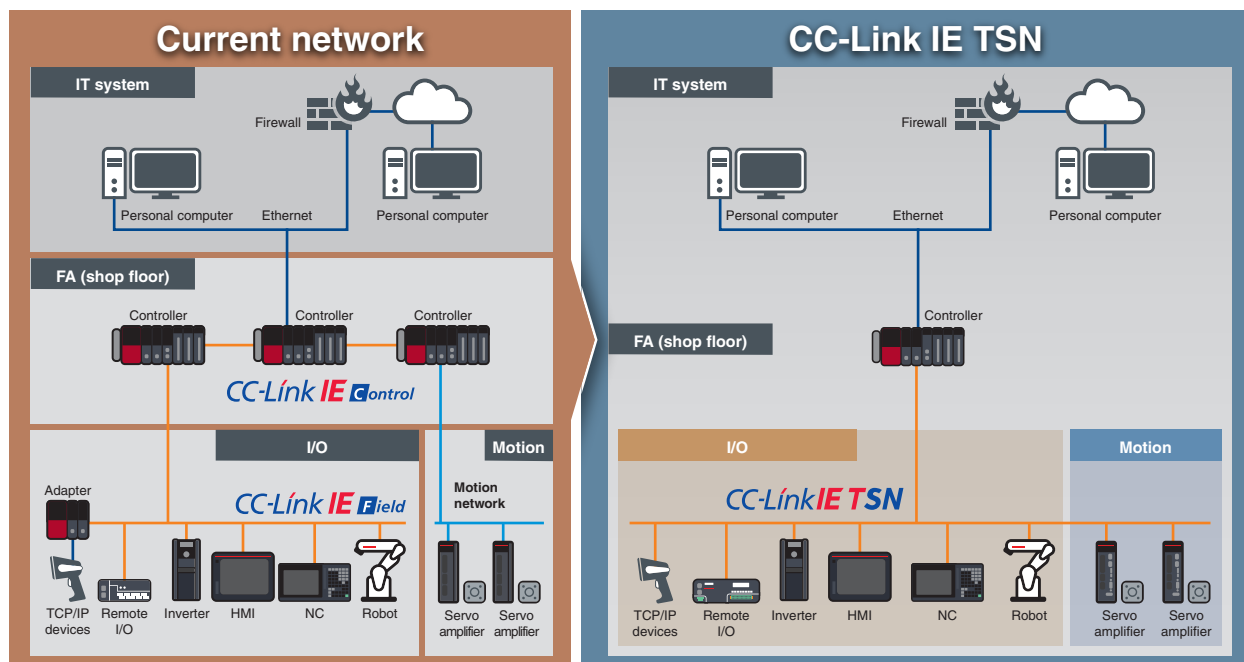 Current network
IT system
Firewall
Personal computer
Ethernet
Personal computer
FA (shop floor)
Controller
Controller
Controller
CC-Link IE Control
I/O
Motion
Adapter
CC-Link IE Field
Motion
network
TCP/IP
devices
Remote
I/O
Inverter
HMI
NC
Robot
Servo
amplifier
Servo
amplifier
CC-Link IE TSN
IT system
Firewall
Personal computer
Ethernet
Personal computer
Controller
FA (shop floor)
I/O
Motion
CC-Link IE TSN
TCP/IP
devices
Remote
I/O
Inverter
HMI
NC
Robot
Servo
amplifier
Servo
amplifier